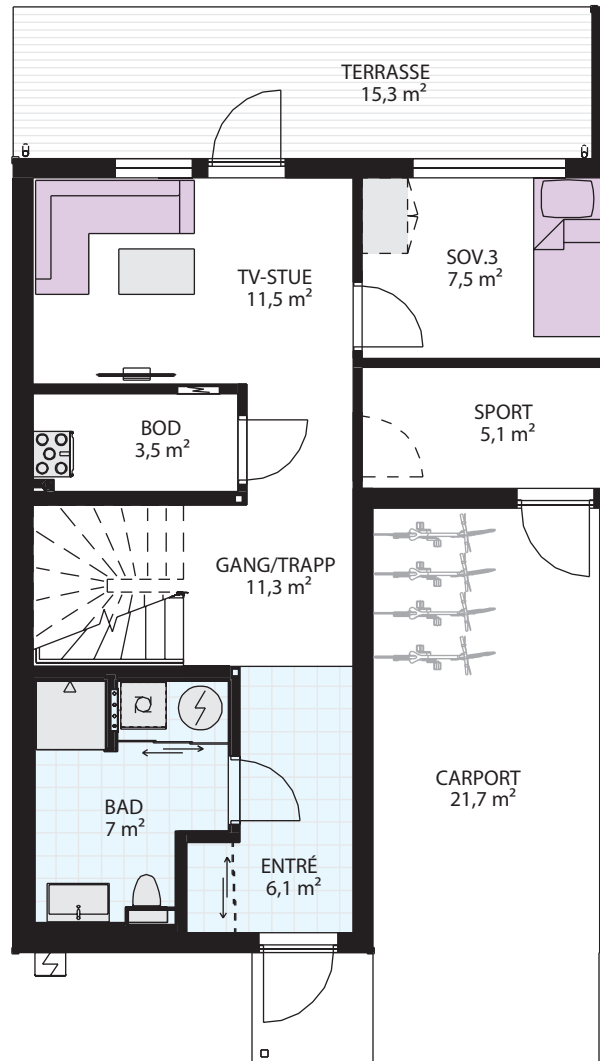 TERRASSE
15,3 m²
TV-STUE
11,5 m²
SOV.3
7,5 m²
BOD
3,5 m²
SPORT
5,1 m²
GANG/TRAPP
11,3 m²
CARPORT
21,7 m²
BAD
7 m²
ENTRÉ
6,1 m²